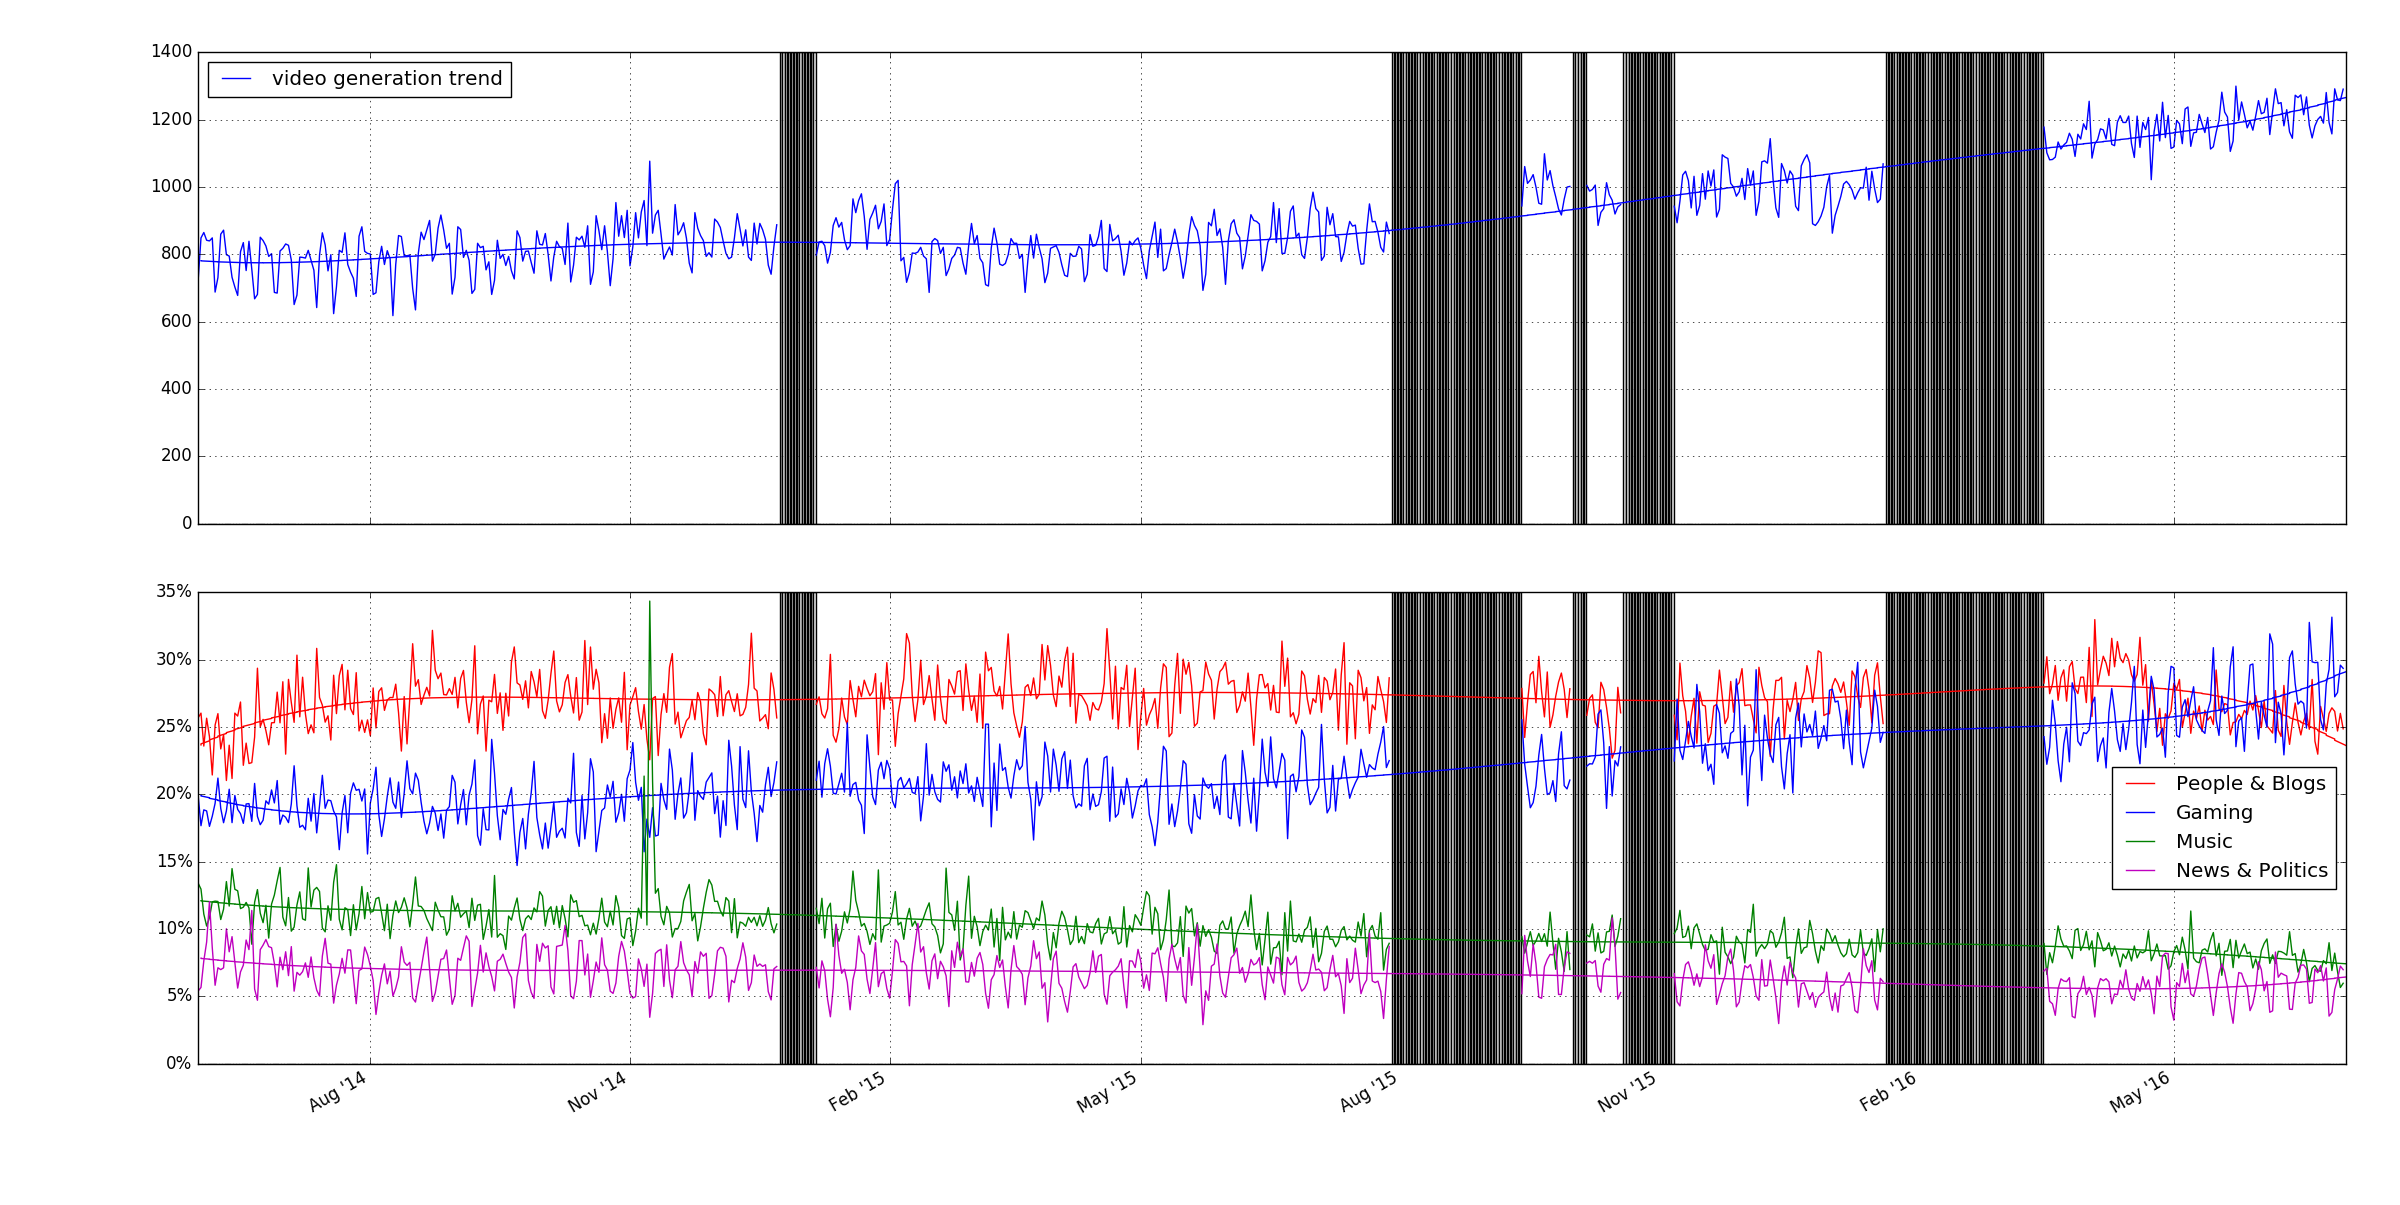 1400
video generation trend
1200
1000
800
600
400
200
0
35%
30%
25%
20%
People & Blogs
Gaming
Music
News & Politics
15%
10%
5%
0%
Aug '14
Nov '14
Feb '15
May '15
Aug '15
Nov '15
Feb '16
May '16